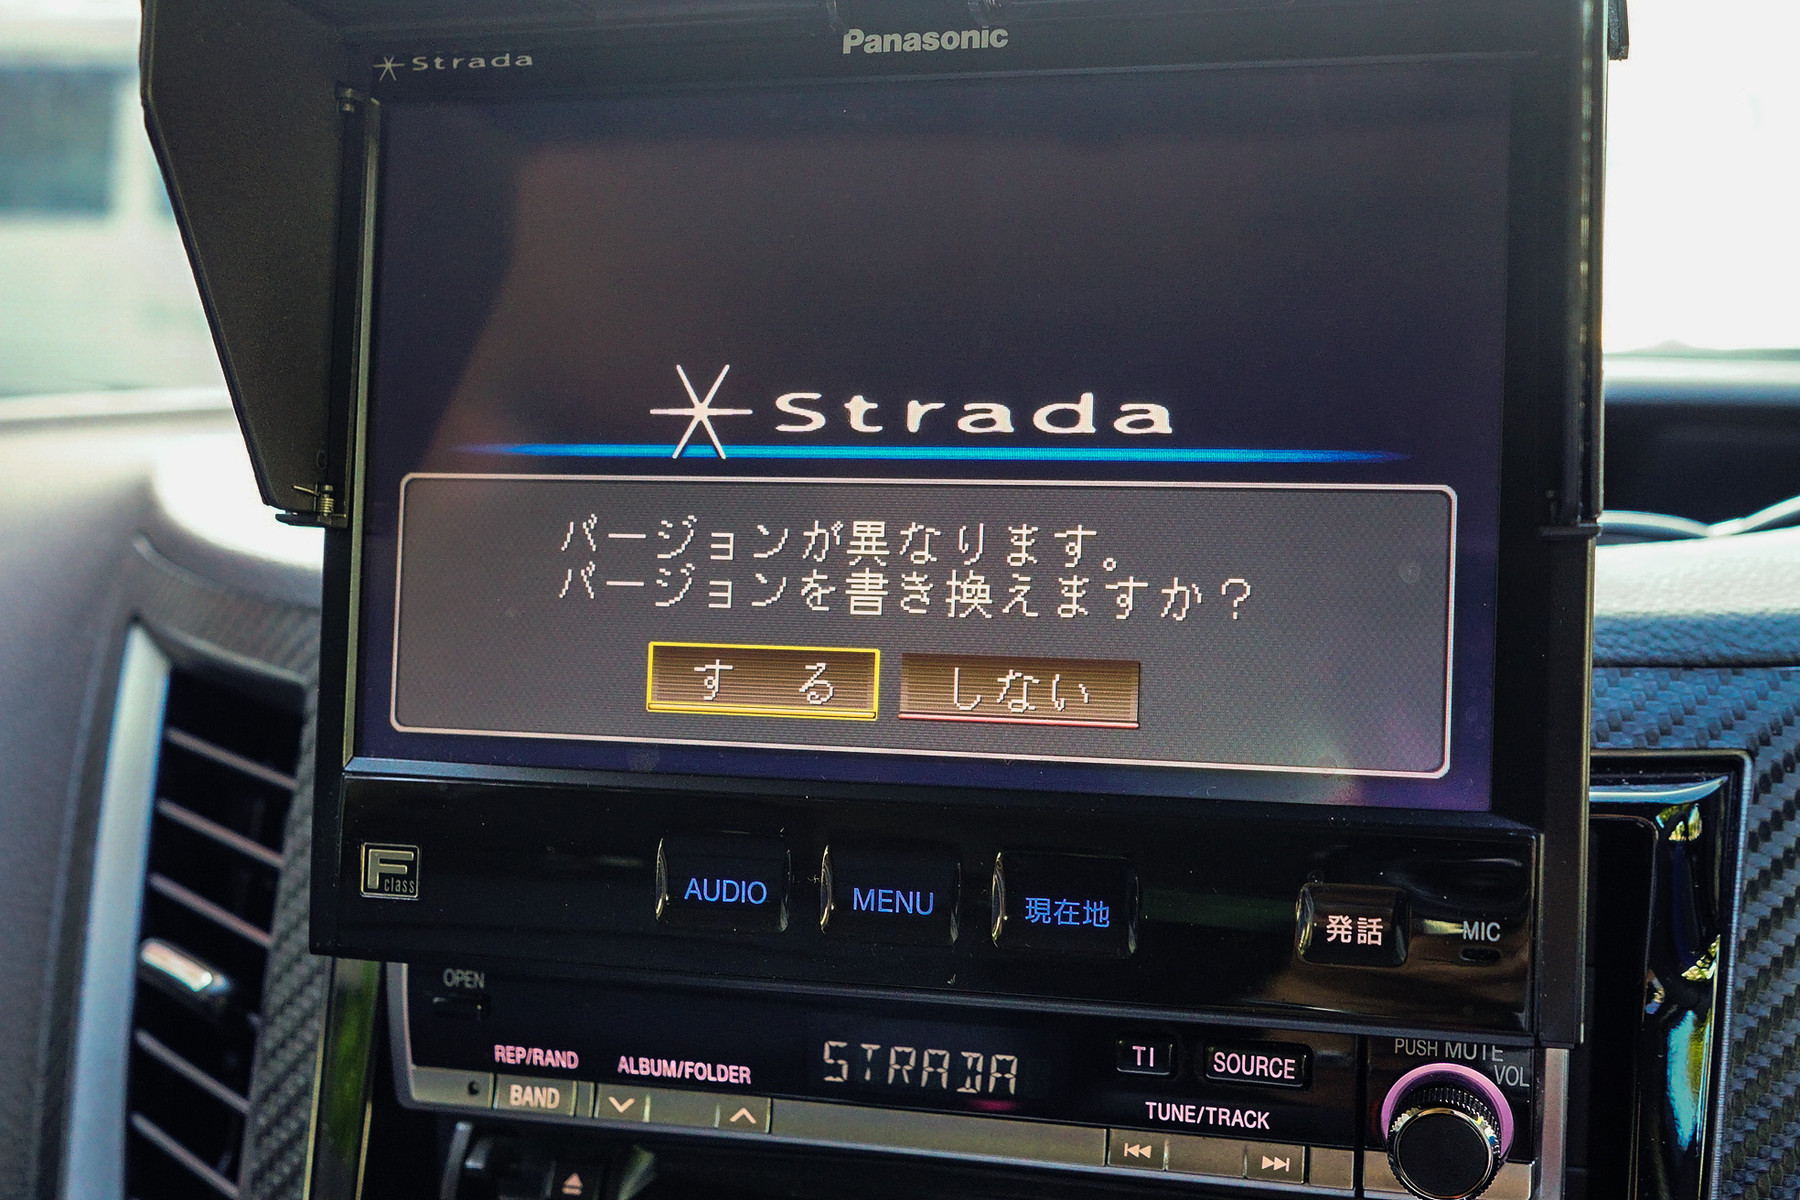 Strada
Panasonic
Strada
バージョンが異なります。
バージョンを書き換えますか?
する しない
F class
AUDIO MENU 現在地 発話 MIC
OPEN
REP/RAND ALBUM/FOLDER STRADA TI SOURCE PUSH MUTE
VOL
BAND TUNE/TRACK